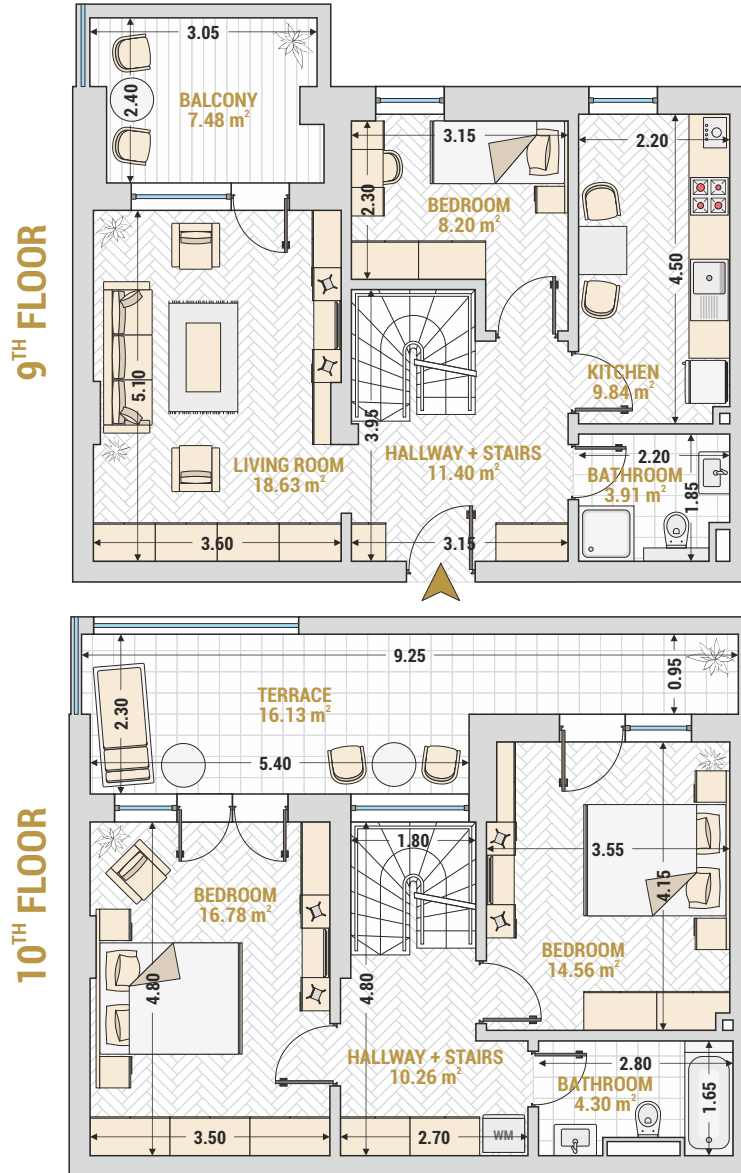 9TH FLOOR
3.05
2.40
BALCONY
7.48 m²
3.15
2.30
BEDROOM
8.20 m²
2.20
4.50
KITCHEN
9.84 m²
5.10
LIVING ROOM
18.63 m²
3.60
3.95
HALLWAY + STAIRS
11.40 m²
3.15
2.20
BATHROOM
3.91 m²
1.85
10TH FLOOR
9.25
0.95
2.30
TERRACE
16.13 m²
5.40
1.80
3.55
4.15
BEDROOM
16.78 m²
4.80
3.50
BEDROOM
14.56 m²
4.80
HALLWAY + STAIRS
10.26 m²
2.70
WM
2.80
BATHROOM
4.30 m²
1.65